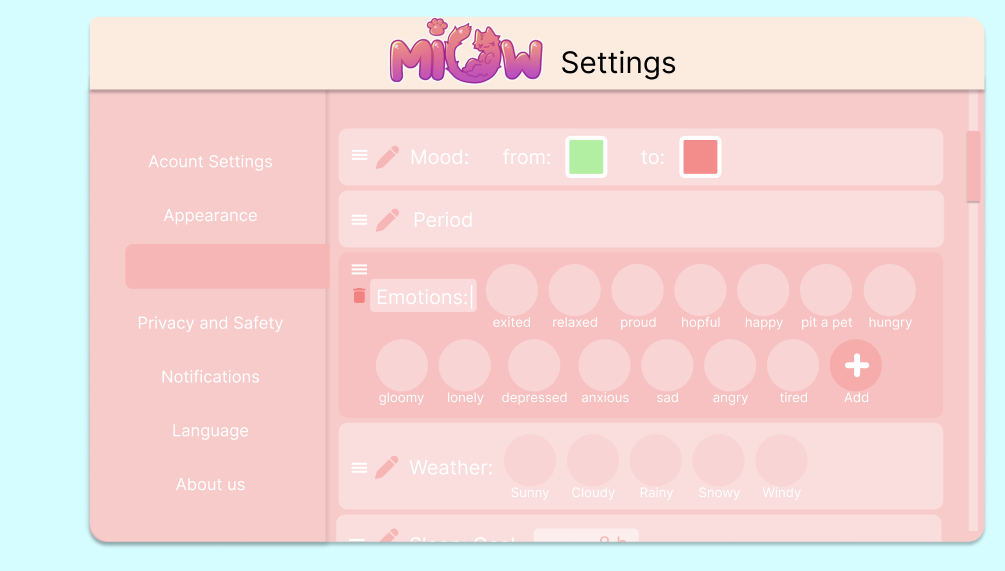 MiOW Settings
Acount Settings
Appearance
Privacy and Safety
Notifications
Language
About us
Mood: from: to:
Period
Emotions:
exited relaxed proud hopful happy pit a pet hungry
gloomy lonely depressed anxious sad angry tired Add
Weather:
Sunny Cloudy Rainy Snowy Windy